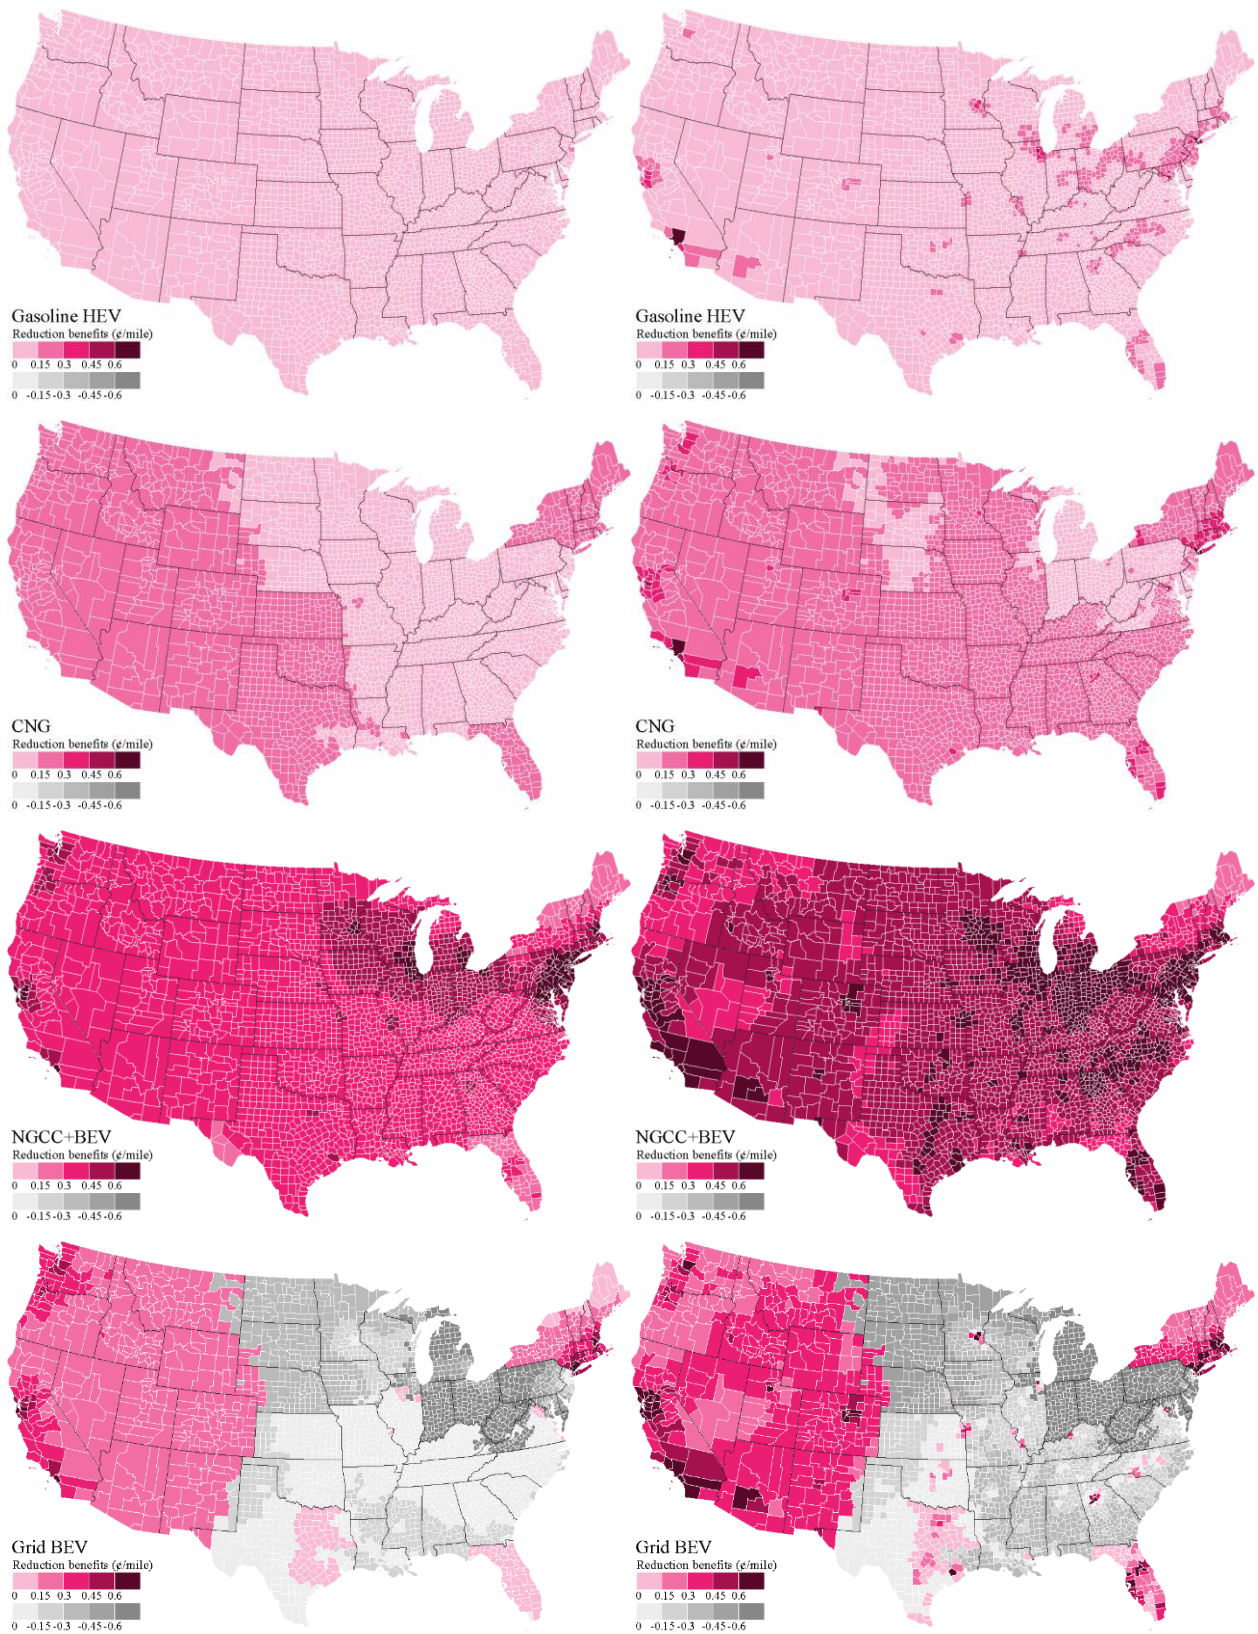 Gasoline HEV
Reduction benefits (¢/mile)
0 0.15 0.3 0.45 0.6
0 -0.15 -0.3 -0.45 -0.6
Gasoline HEV
Reduction benefits (¢/mile)
0 0.15 0.3 0.45 0.6
0 -0.15 -0.3 -0.45 -0.6
CNG
Reduction benefits (¢/mile)
0 0.15 0.3 0.45 0.6
0 -0.15 -0.3 -0.45 -0.6
CNG
Reduction benefits (¢/mile)
0 0.15 0.3 0.45 0.6
0 -0.15 -0.3 -0.45 -0.6
NGCC+BEV
Reduction benefits (¢/mile)
0 0.15 0.3 0.45 0.6
0 -0.15 -0.3 -0.45 -0.6
NGCC+BEV
Reduction benefits (¢/mile)
0 0.15 0.3 0.45 0.6
0 -0.15 -0.3 -0.45 -0.6
Grid BEV
Reduction benefits (¢/mile)
0 0.15 0.3 0.45 0.6
0 -0.15 -0.3 -0.45 -0.6
Grid BEV
Reduction benefits (¢/mile)
0 0.15 0.3 0.45 0.6
0 -0.15 -0.3 -0.45 -0.6